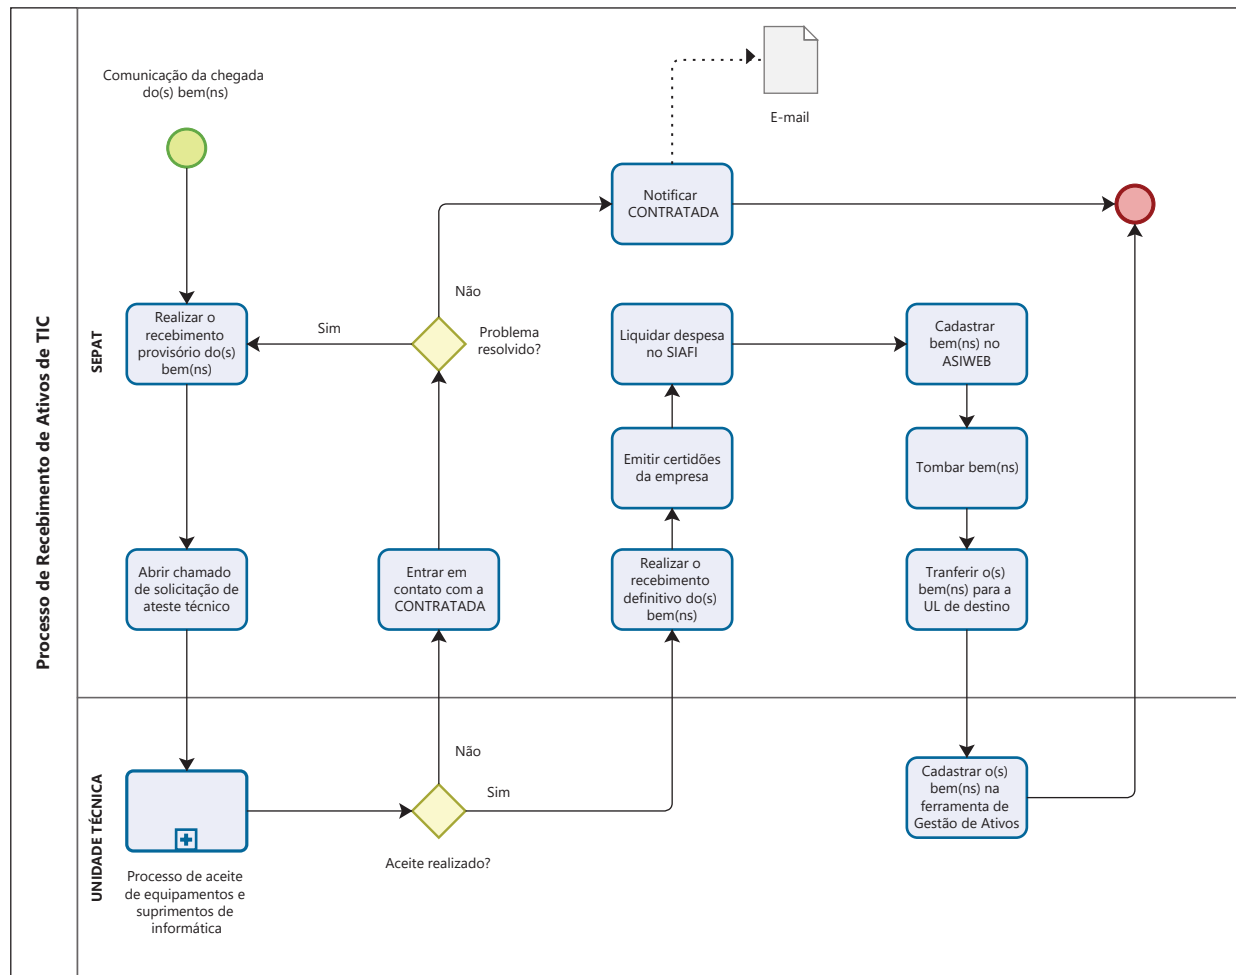 Processo de Recebimento de Ativos de TIC
SEPAT
Comunicação da chegada
do(s) bem(ns)
E-mail
Notificar
CONTRATADA
Realizar o
recebimento
provisório do(s)
bem(ns)
Sim
Não
Problema
resolvido?
Liquidar despesa
no SIAFI
Cadastrar
bem(ns) no
ASIWEB
Emitir certidões
da empresa
Tombar bem(ns)
Abrir chamado
de solicitação de
ateste técnico
Entrar em
contato com a
CONTRATADA
Realizar o
recebimento
definitivo do(s)
bem(ns)
Tranferir o(s)
bem(ns) para a
UL de destino
UNIDADE TÉCNICA
Não
Sim
Aceite realizado?
Processo de aceite
de equipamentos e
suprimentos de
informática
Cadastrar o(s)
bem(ns) na
ferramenta de
Gestão de Ativos